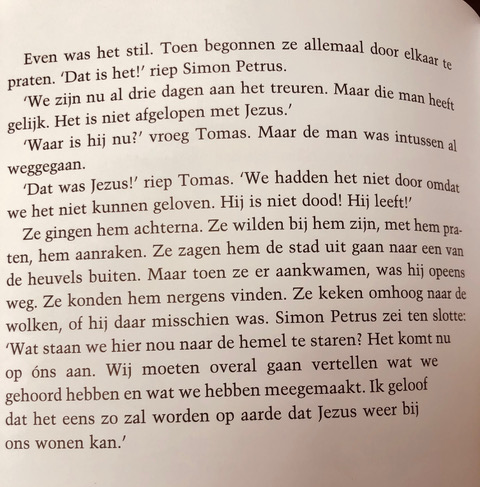 Even was het stil. Toen begonnen ze allemaal door elkaar te
praten. ‘Dat is het!’ riep Simon Petrus.
‘We zijn nu al drie dagen aan het treuren. Maar die man heeft
gelijk. Het is niet afgelopen met Jezus.’
‘Waar is hij nu?’ vroeg Tomas. Maar de man was intussen al
weggegaan.
‘Dat was Jezus!’ riep Tomas. ‘We hadden het niet door omdat
we het niet kunnen geloven. Hij is niet dood! Hij leeft!’
Ze gingen hem achterna. Ze wilden bij hem zijn, met hem pra-
ten, hem aanraken. Ze zagen hem de stad uit gaan naar een van
de heuvels buiten. Maar toen ze er aankwamen, was hij opeens
weg. Ze konden hem nergens vinden. Ze keken omhoog naar de
wolken, of hij daar misschien was. Simon Petrus zei ten slotte:
‘Wat staan we hier nou naar de hemel te staren? Het komt nu
op óns aan. Wij moeten overal gaan vertellen wat we
gehoord hebben en wat we hebben meegemaakt. Ik geloof
dat het eens zo zal worden op aarde dat Jezus weer bij
ons wonen kan.’